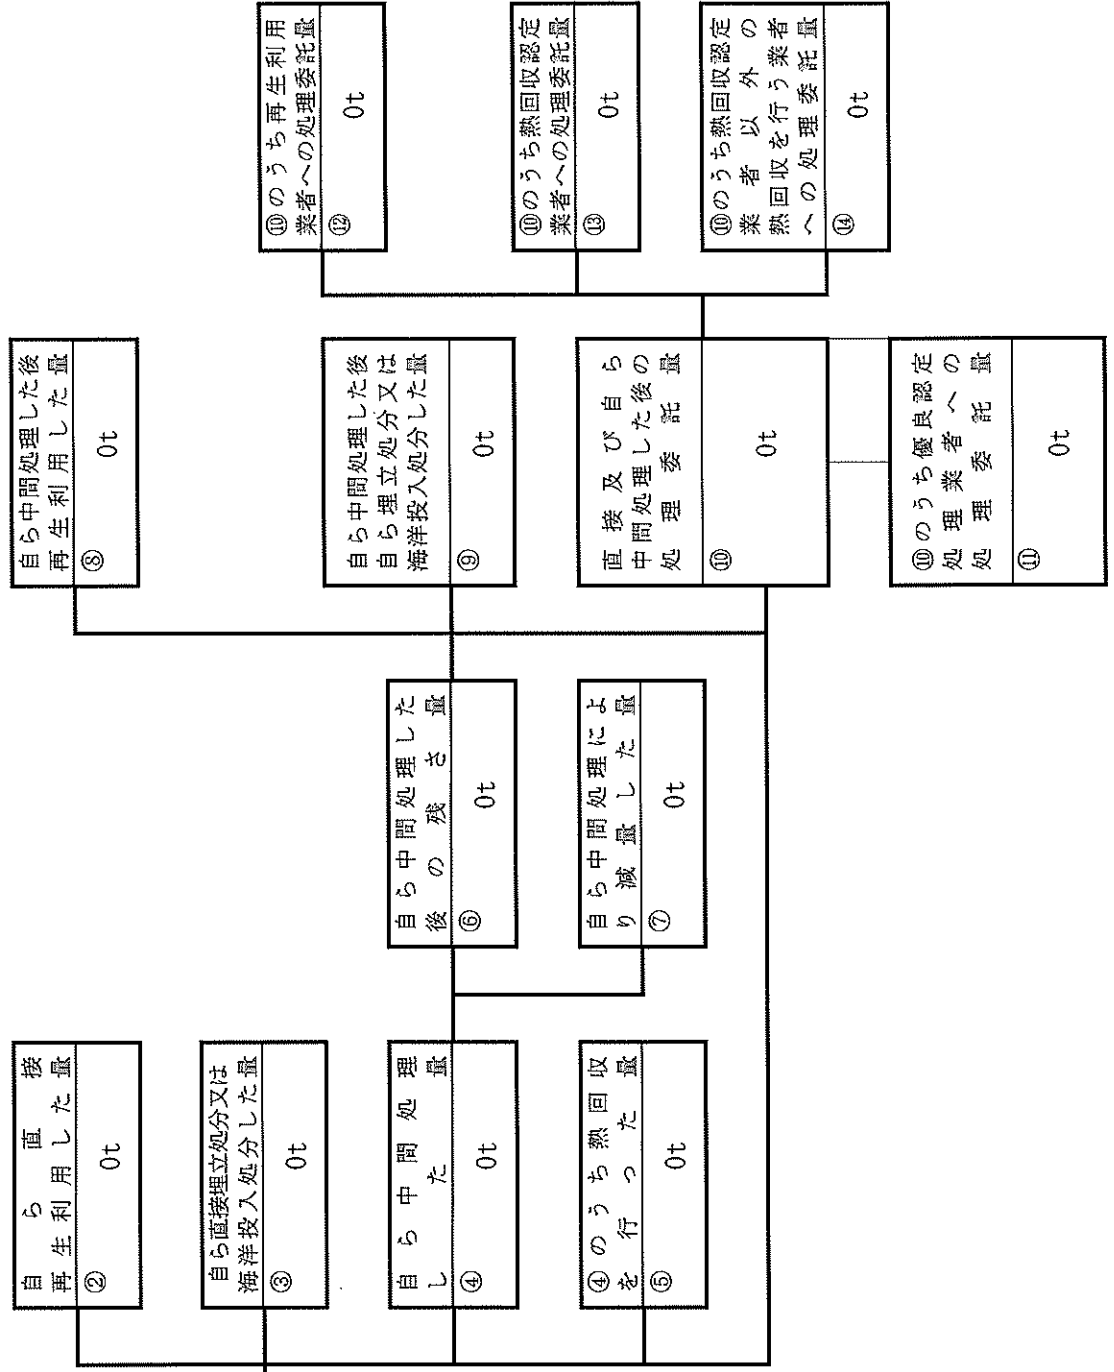 自ら直接
再生利用した量
②
0t
自ら直接埋立処分又は
海洋投入処分した量
③
0t
自ら中間処理
した量
④
0t
④のうち熱回収
を行った量
⑤
0t
自ら中間処理した
後の残さ量
⑥
0t
自ら中間処理によ
り減量した量
⑦
0t
自ら中間処理した後
再生利用した量
⑧
0t
自ら中間処理した後
自ら埋立処分又は
海洋投入処分した量
⑨
0t
直接及び自ら
中間処理した後の
処理委託量
⑩
0t
⑩のうち優良認定
処理業者への
処理委託量
⑪
0t
⑩のうち再生利用
業者への処理委託量
⑫
0t
⑩のうち熱回収認定
業者への処理委託量
⑬
0t
⑩のうち熱回収認定
業者以外の
熱回収を行う業者
への処理委託量
⑭
0t